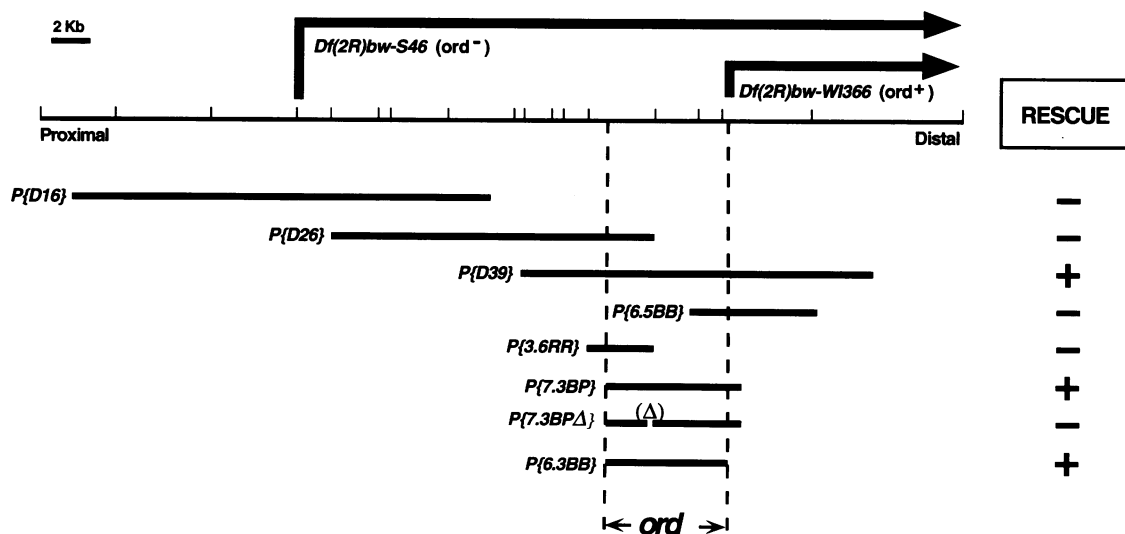 2 Kb
Df(2R)bw-S46 (ord⁻)
Df(2R)bw-WI366 (ord⁺)
Proximal
Distal
RESCUE
P{D16} –
P{D26} –
P{D39} +
P{6.5BB} –
P{3.6RR} –
P{7.3BP} +
(Δ)
P{7.3BPΔ} –
P{6.3BB} +
←ord→